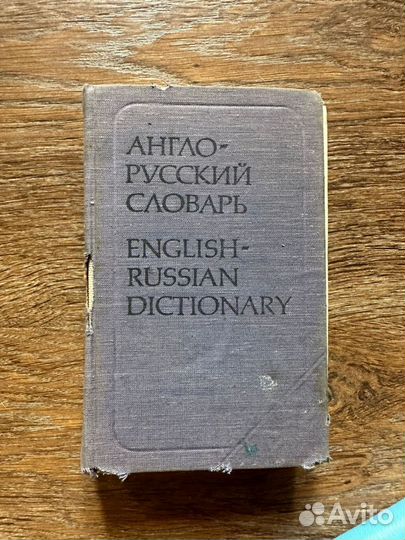 АНГЛО-
РУССКИЙ
СЛОВАРЬ
ENGLISH-
RUSSIAN
DICTIONARY
Avito